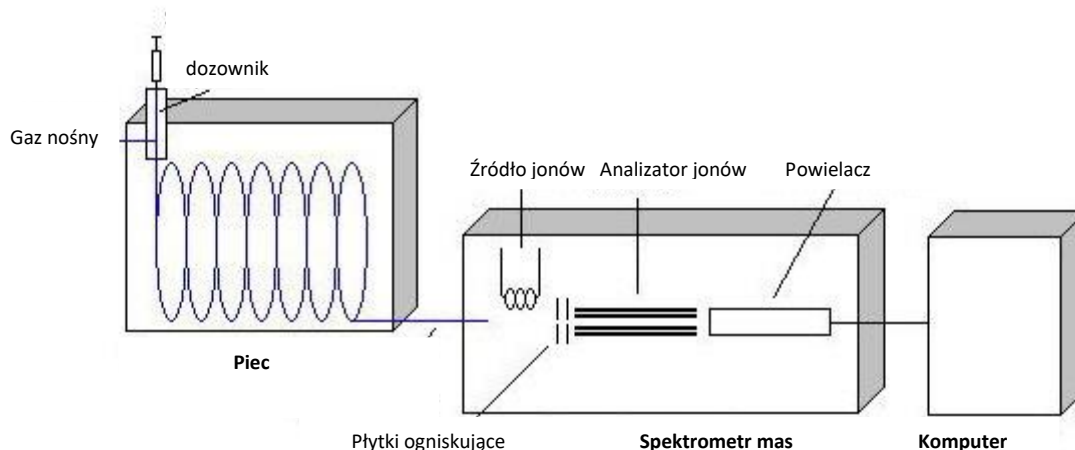 dozownik
Gaz nośny
Źródło jonów
Analizator jonów
Powielacz
Piec
Płytki ogniskujące
Spektrometr mas
Komputer